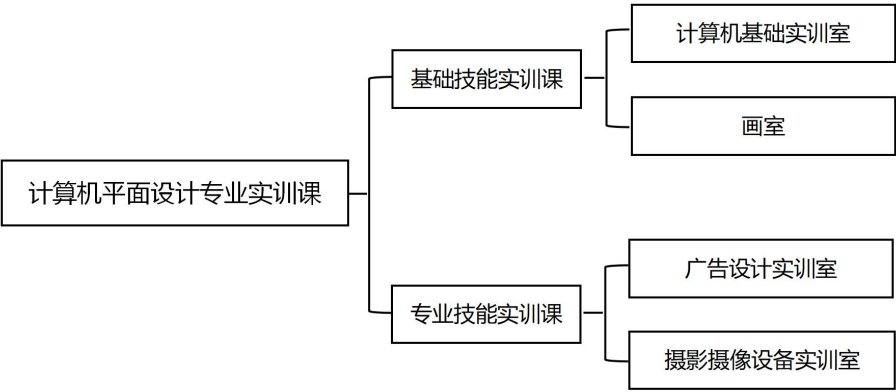 计算机平面设计专业实训课
基础技能实训课
计算机基础实训室
画室
专业技能实训课
广告设计实训室
摄影摄像设备实训室